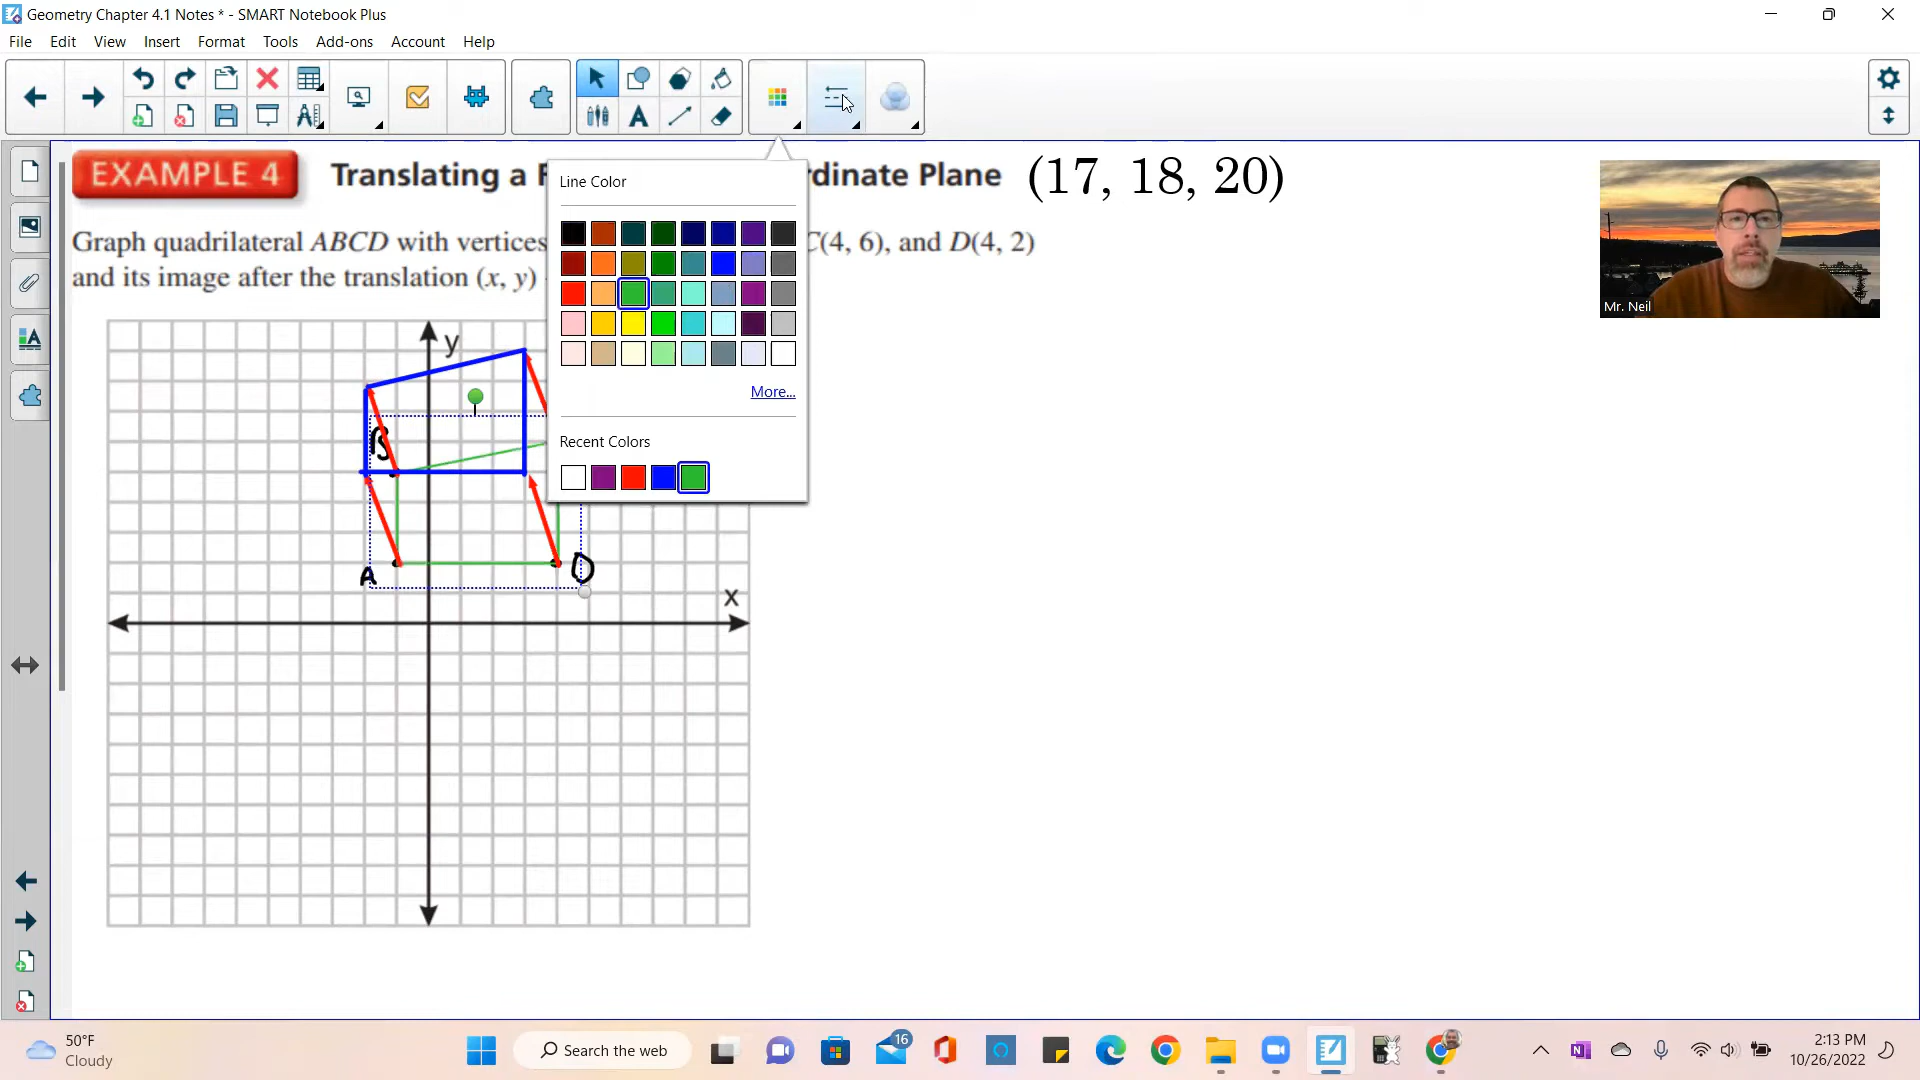 Geometry Chapter 4.1 Notes * - SMART Notebook Plus
File Edit View Insert Format Tools Add-ons Account Help
EXAMPLE 4 Translating a F rdinate Plane (17, 18, 20)
Line Color
Graph quadrilateral ABCD with vertices C(4, 6), and D(4, 2)
and its image after the translation (x, y)
Mr. Neil
y
More...
B
Recent Colors
A D
x
50°F
Cloudy
Search the web
16
2:13 PM
10/26/2022